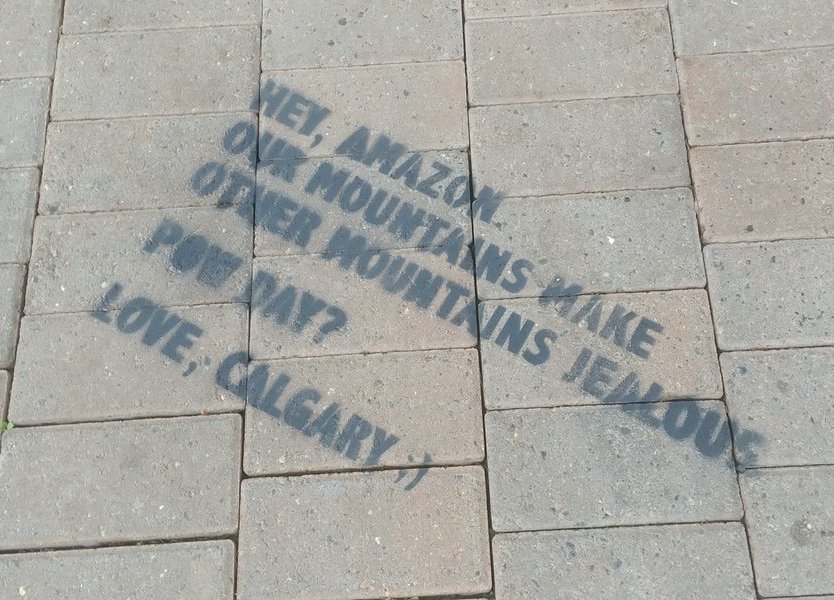 HEY, AMAZON
OUR MOUNTAINS MAKE
OTHER MOUNTAINS JEALOUS
POW DAY?
LOVE, CALGARY ;)